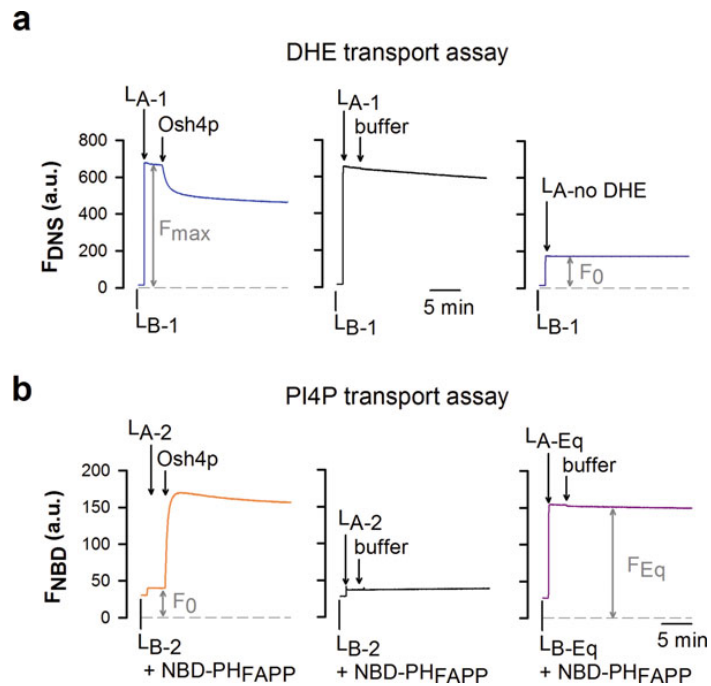 a
DHE transport assay
LA-1
Osh4p
LA-1
buffer
LA-no DHE
800
600
400
200
0
FDNS (a.u.)
Fmax
F0
5 min
LB-1
LB-1
LB-1
b
PI4P transport assay
LA-2
Osh4p
LA-2
buffer
LA-Eq
buffer
200
150
100
50
0
FNBD (a.u.)
F0
FEq
5 min
LB-2
+ NBD-PHFAPP
LB-2
+ NBD-PHFAPP
LB-Eq
+ NBD-PHFAPP